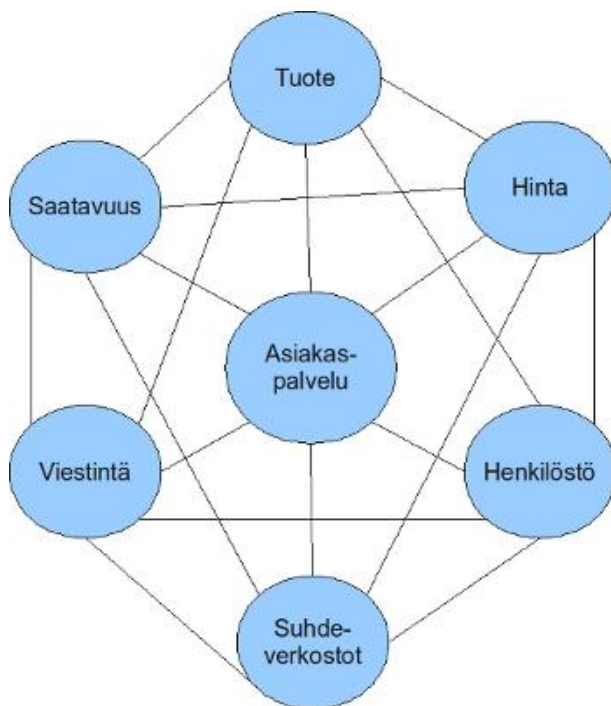 Tuote
Hinta
Saatavuus
Asiakas-
palvelu
Viestintä
Henkilöstö
Suhde-
verkostot